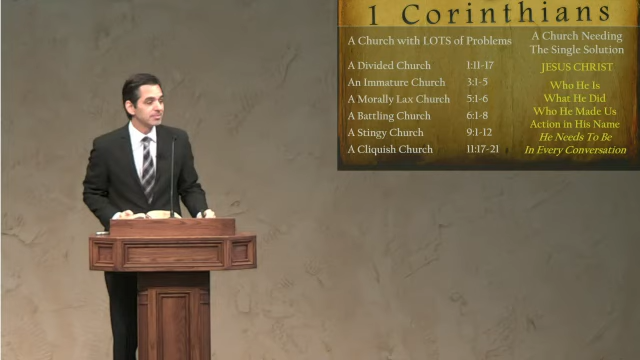 1 Corinthians
A Church with LOTS of Problems
A Divided Church 1:11-17
An Immature Church 3:1-5
A Morally Lax Church 5:1-6
A Battling Church 6:1-8
A Stingy Church 9:1-12
A Cliquish Church 11:17-21
A Church Needing
The Single Solution
JESUS CHRIST
Who He Is
What He Did
Who He Made Us
Action in His Name
He Needs To Be
In Every Conversation